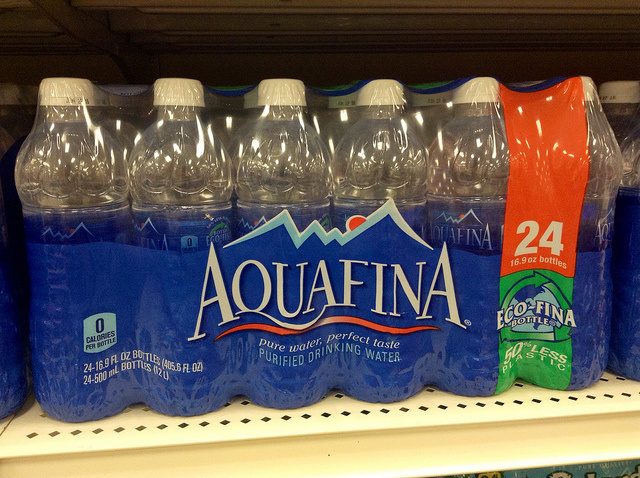 AQUAFINA
pure water, perfect taste
PURIFIED DRINKING WATER
0
CALORIES
PER BOTTLE
24-16.9 FL OZ BOTTLES (405.6 FL OZ)
24-500 mL BOTTLES (12 L)
24
16.9 oz bottles
ECO-FINA
BOTTLE
50% LESS
PLASTIC